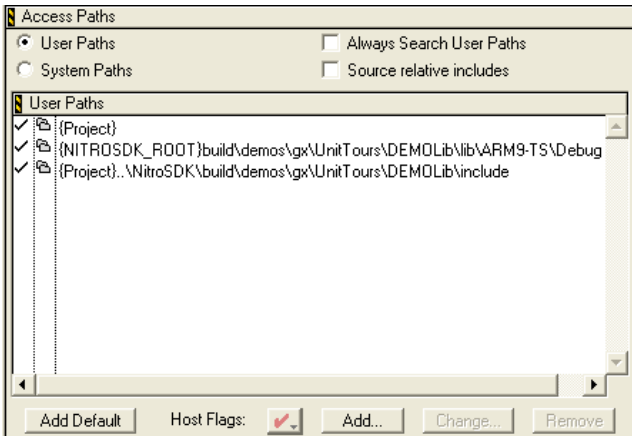 Access Paths
User Paths
Always Search User Paths
System Paths
Source relative includes
User Paths
{Project}
{NITROSDK_ROOT}build\demos\gx\UnitTours\DEMOLib\lib\ARM9-TS\Debug
{Project}..\NitroSDK\build\demos\gx\UnitTours\DEMOLib\include
Add Default Host Flags: Add... Change... Remove